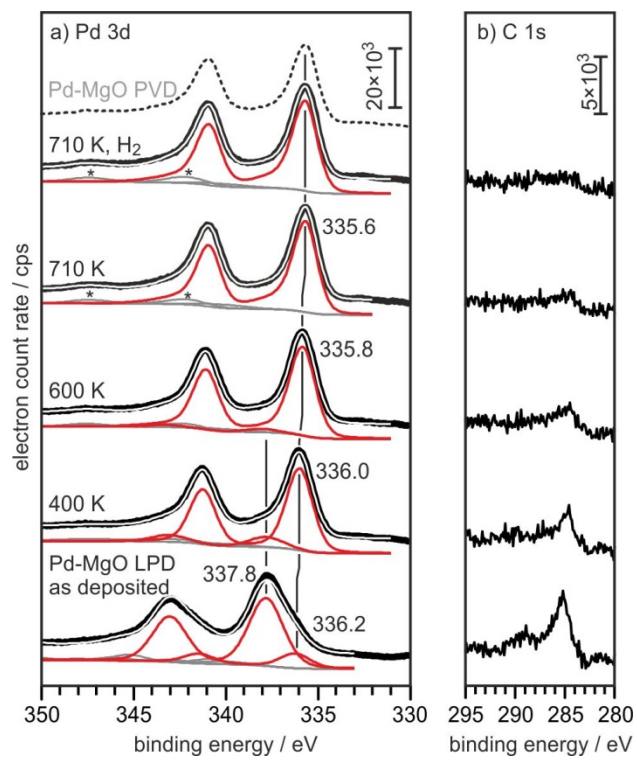 a) Pd 3d
Pd-MgO PVD
20×10³
710 K, H₂
* *
335.6
710 K
* *
335.8
600 K
336.0
400 K
Pd-MgO LPD
as deposited
337.8
336.2
electron count rate / cps
350 345 340 335 330
binding energy / eV
b) C 1s
5×10³
295 290 285 280
binding energy / eV